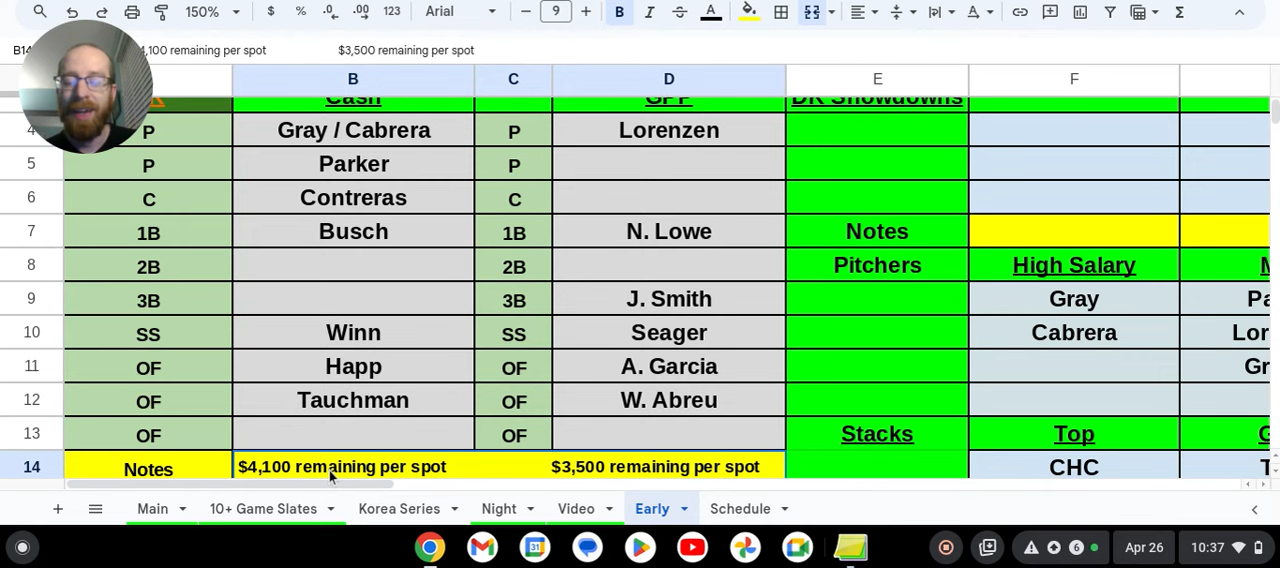 150% $ % .0 .00 123 Arial − 9 + B I A Σ
,100 remaining per spot $3,500 remaining per spot
B C D E F
Cash GPP DK Showdowns
4 P Gray / Cabrera P Lorenzen
5 P Parker P
6 C Contreras C
7 1B Busch 1B N. Lowe Notes
8 2B 2B Pitchers High Salary
9 3B 3B J. Smith Gray Pa
10 SS Winn SS Seager Cabrera Lor
11 OF Happ OF A. Garcia Gr
12 OF Tauchman OF W. Abreu
13 OF OF Stacks Top
14 Notes $4,100 remaining per spot $3,500 remaining per spot CHC
+ Main 10+ Game Slates Korea Series Night Video Early Schedule
31 6 Apr 26 10:37